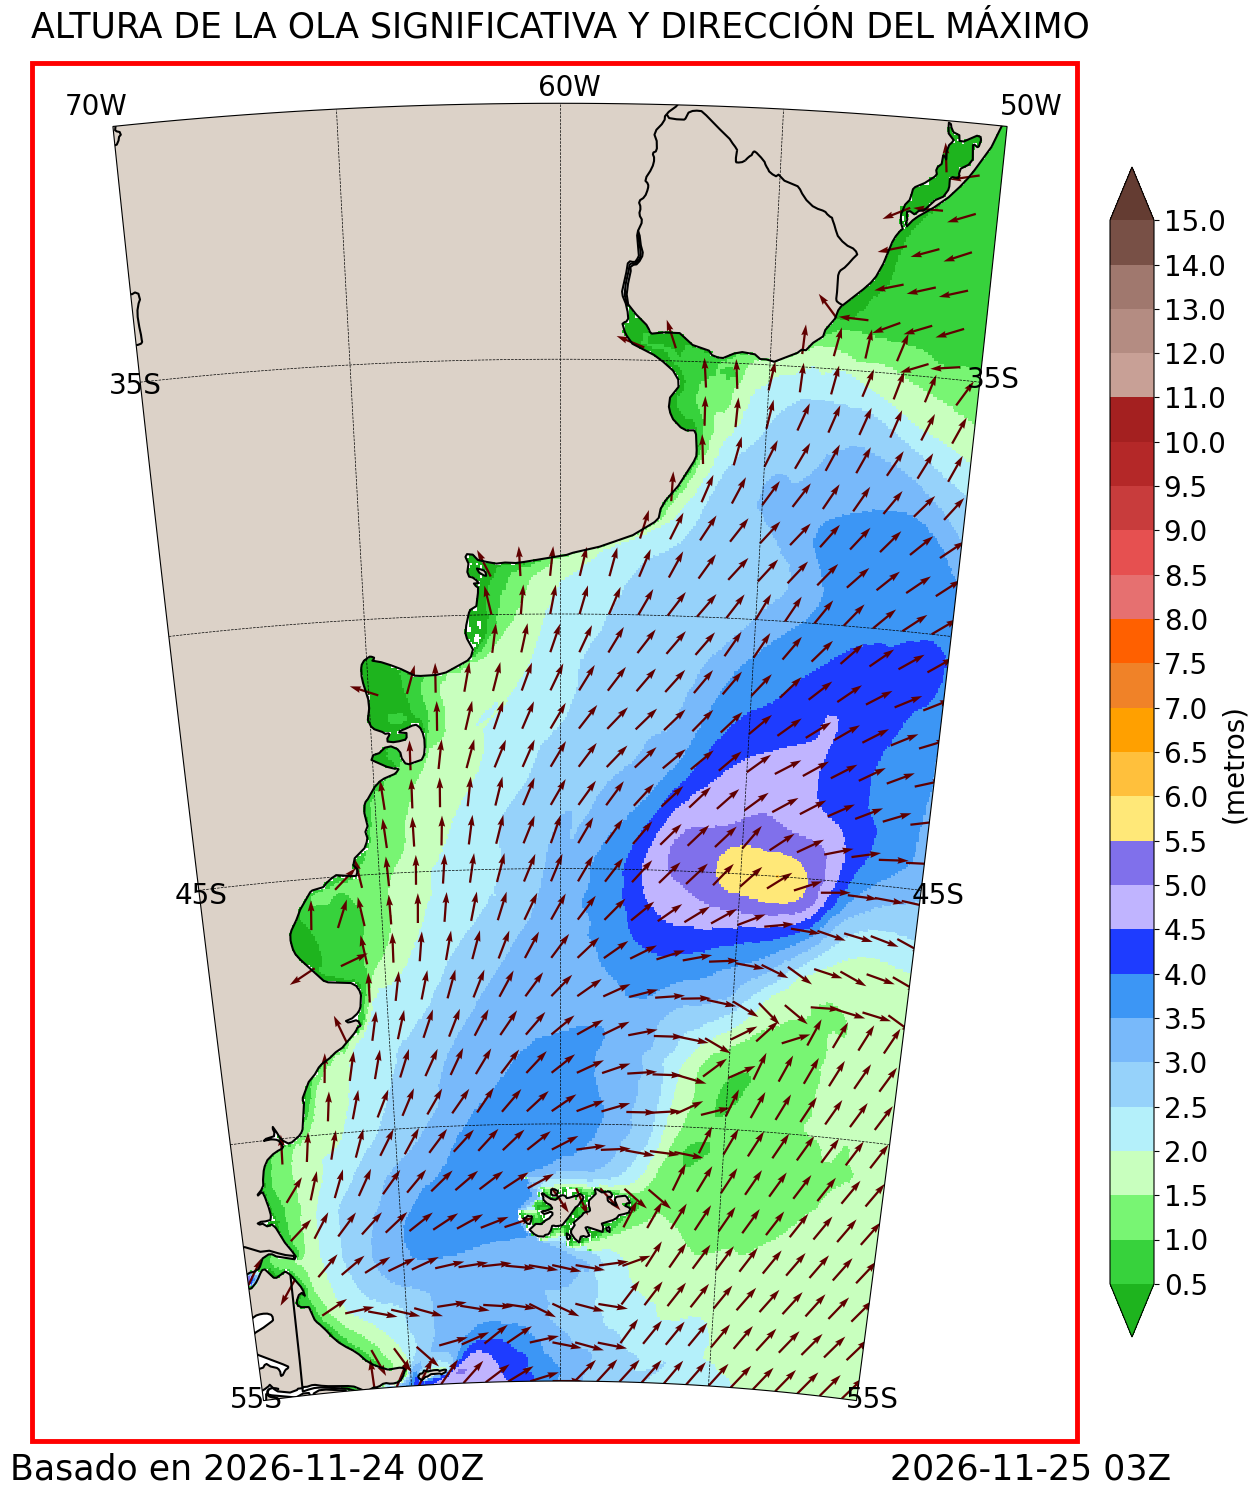 ALTURA DE LA OLA SIGNIFICATIVA Y DIRECCIÓN DEL MÁXIMO
70W
60W
50W
35S
35S
45S
45S
55S
55S
15.0
14.0
13.0
12.0
11.0
10.0
9.5
9.0
8.5
8.0
7.5
7.0
6.5
6.0
5.5
5.0
4.5
4.0
3.5
3.0
2.5
2.0
1.5
1.0
0.5
(metros)
Basado en 2026-11-24 00Z
2026-11-25 03Z